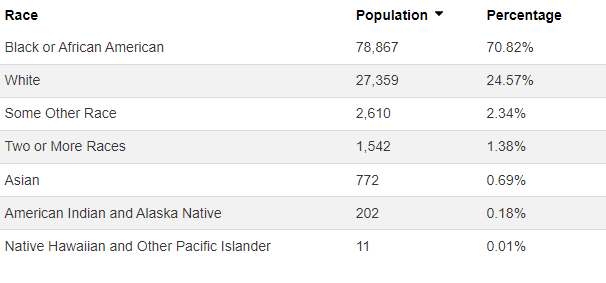 Race Population Percentage
Black or African American 78,867 70.82%
White 27,359 24.57%
Some Other Race 2,610 2.34%
Two or More Races 1,542 1.38%
Asian 772 0.69%
American Indian and Alaska Native 202 0.18%
Native Hawaiian and Other Pacific Islander 11 0.01%